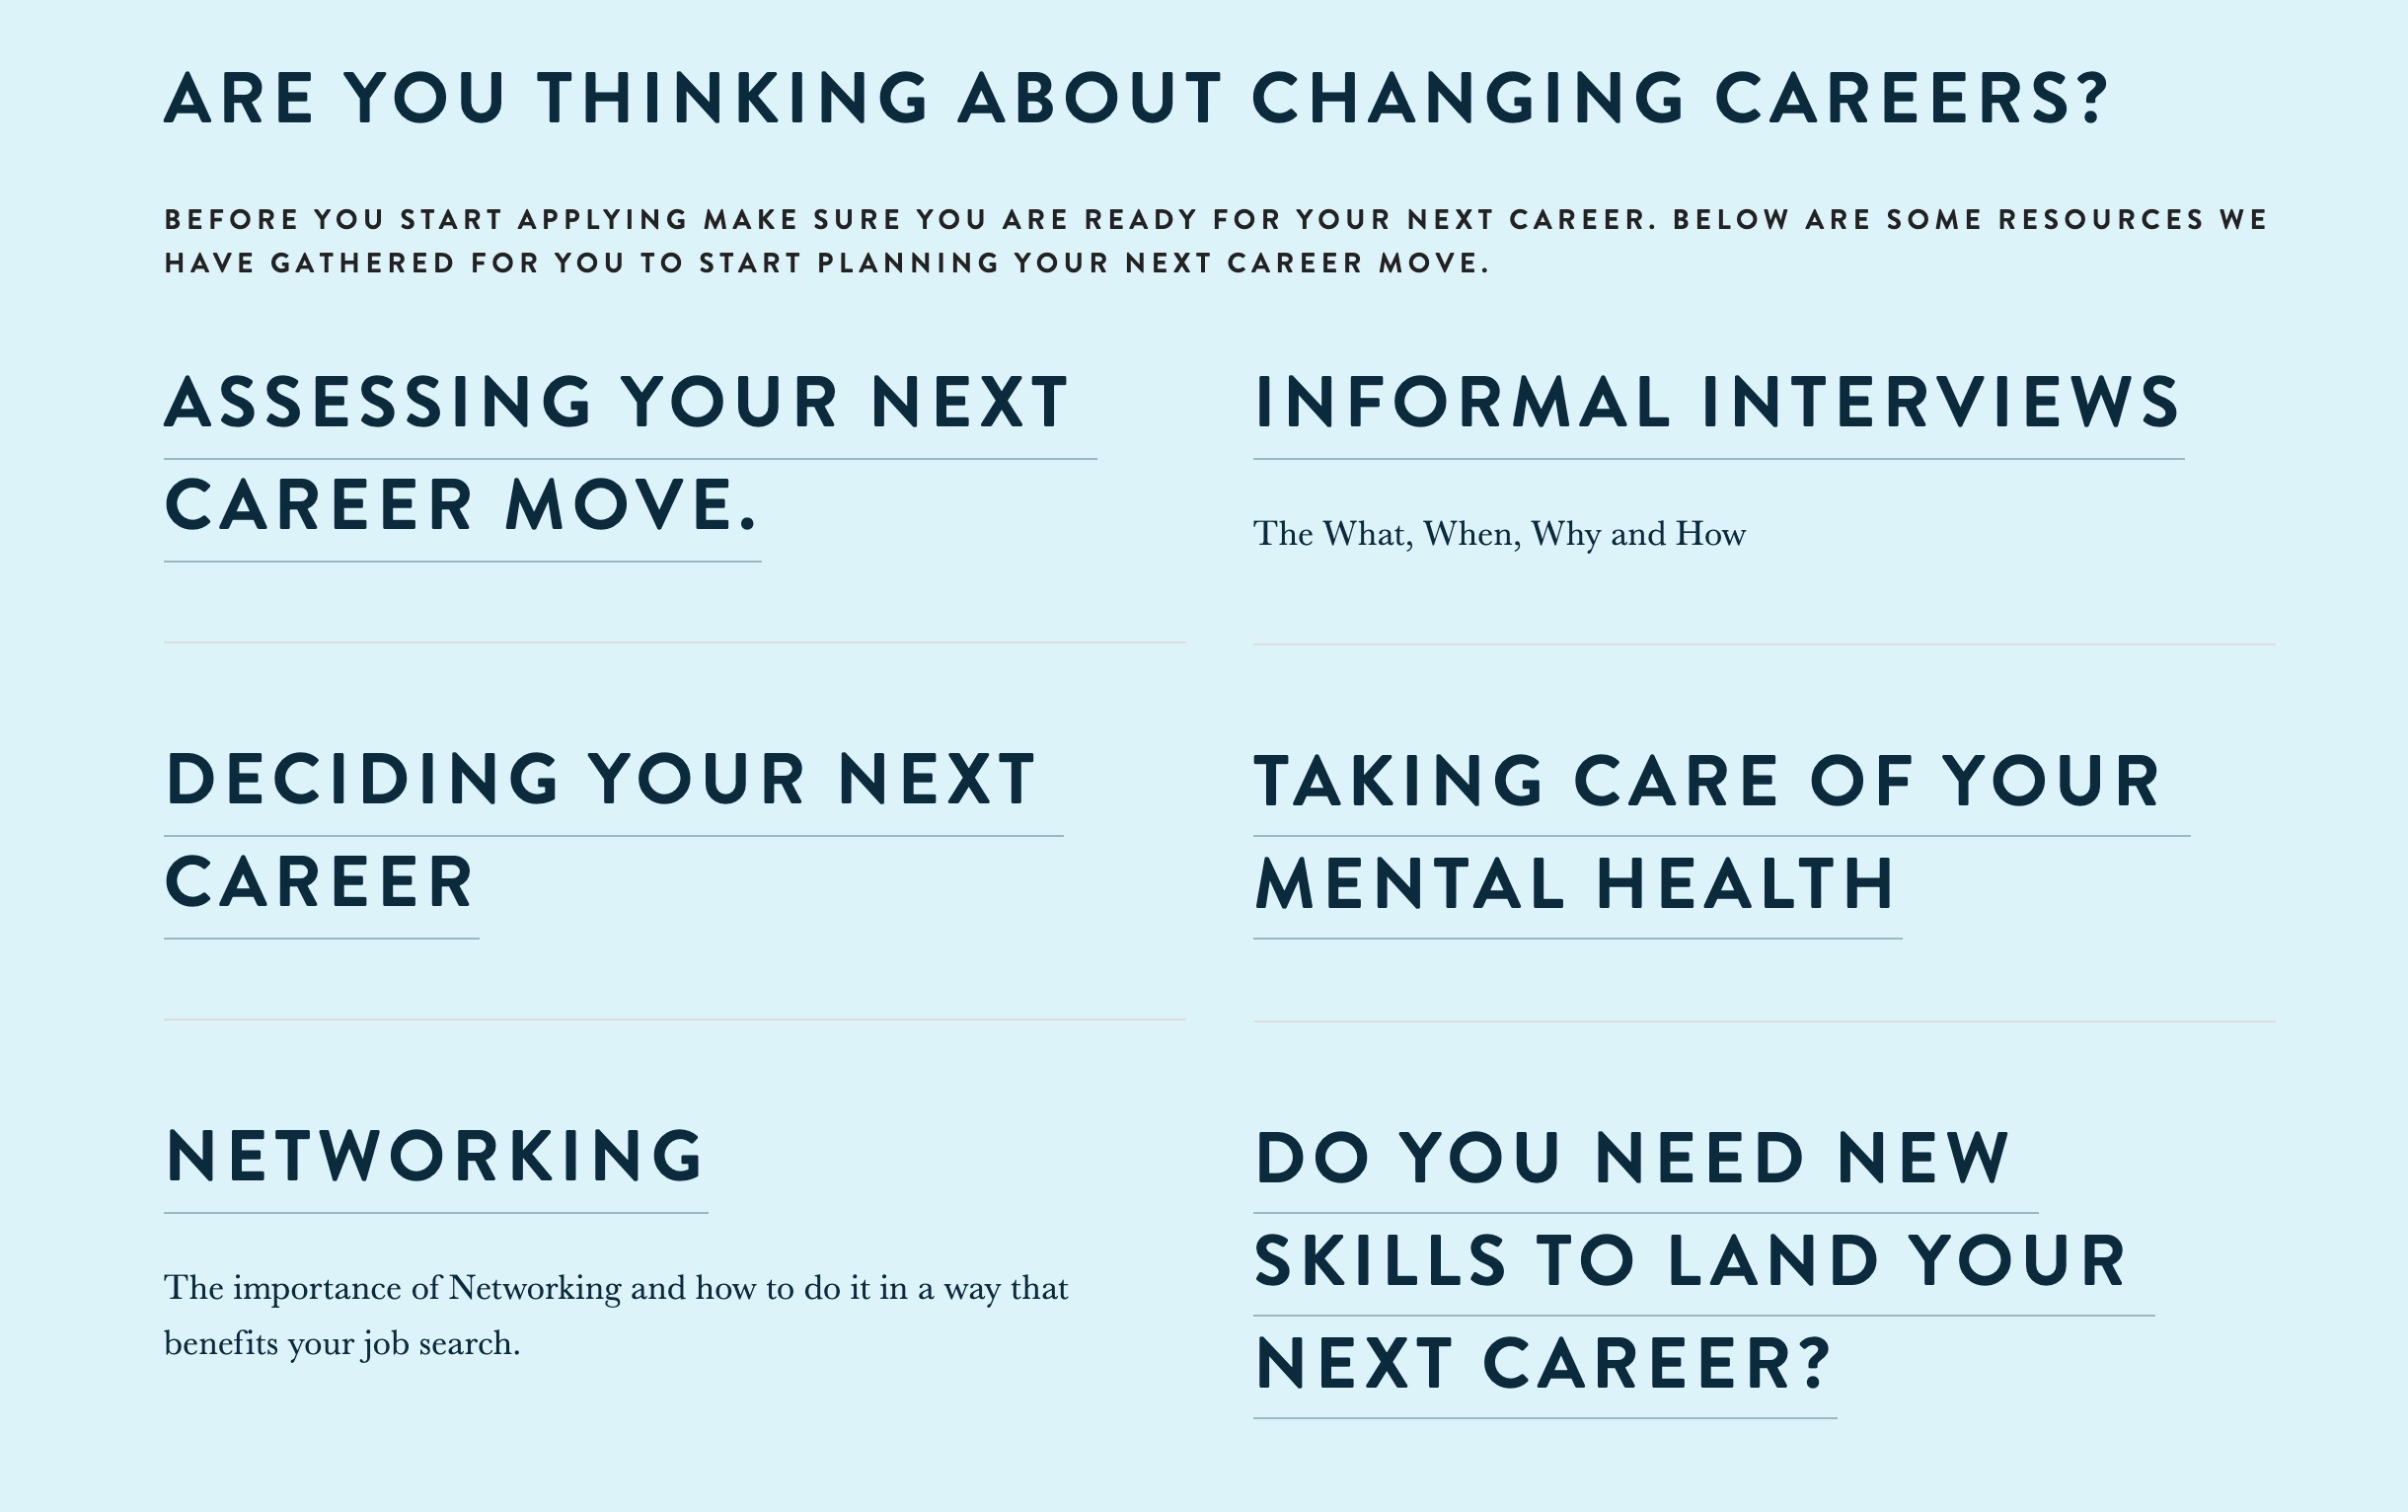 ARE YOU THINKING ABOUT CHANGING CAREERS?
BEFORE YOU START APPLYING MAKE SURE YOU ARE READY FOR YOUR NEXT CAREER. BELOW ARE SOME RESOURCES WE
HAVE GATHERED FOR YOU TO START PLANNING YOUR NEXT CAREER MOVE.
ASSESSING YOUR NEXT
CAREER MOVE.
INFORMAL INTERVIEWS
The What, When, Why and How
DECIDING YOUR NEXT
CAREER
TAKING CARE OF YOUR
MENTAL HEALTH
NETWORKING
The importance of Networking and how to do it in a way that
benefits your job search.
DO YOU NEED NEW
SKILLS TO LAND YOUR
NEXT CAREER?